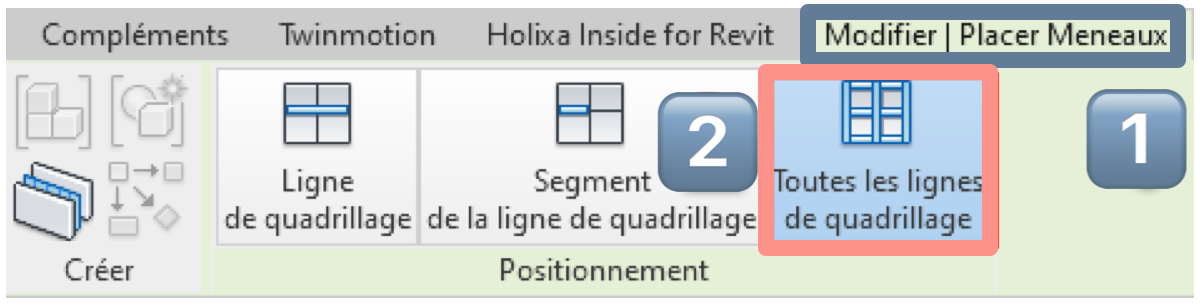 Compléments Twinmotion Holixa Inside for Revit Modifier | Placer Meneaux
2
1
Ligne
de quadrillage
Segment
de la ligne de quadrillage
Toutes les lignes
de quadrillage
Créer
Positionnement